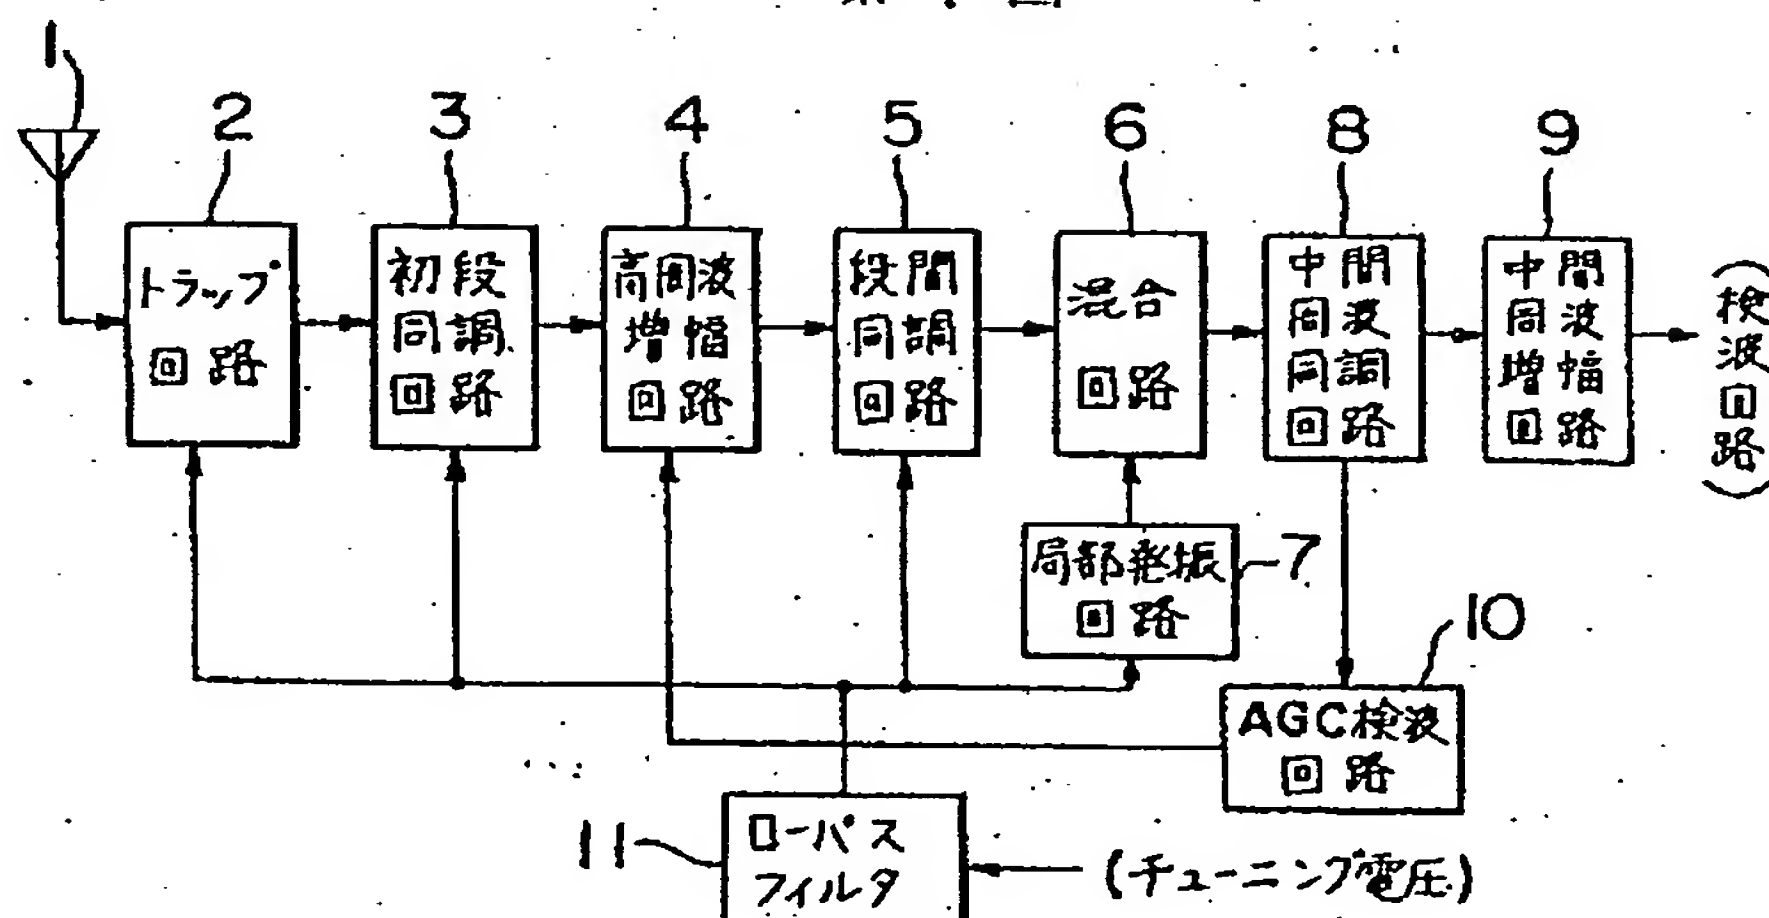 1
2
3
4
5
6
8
9
トラップ
回路
初段
同調
回路
高周波
増幅
回路
段間
同調
回路
混合
回路
中間
周波
同調
回路
中間
周波
増幅
回路
(検波回路)
局部発振
回路
7
10
AGC検波
回路
11
ローパス
フィルタ
(チューニング電圧)